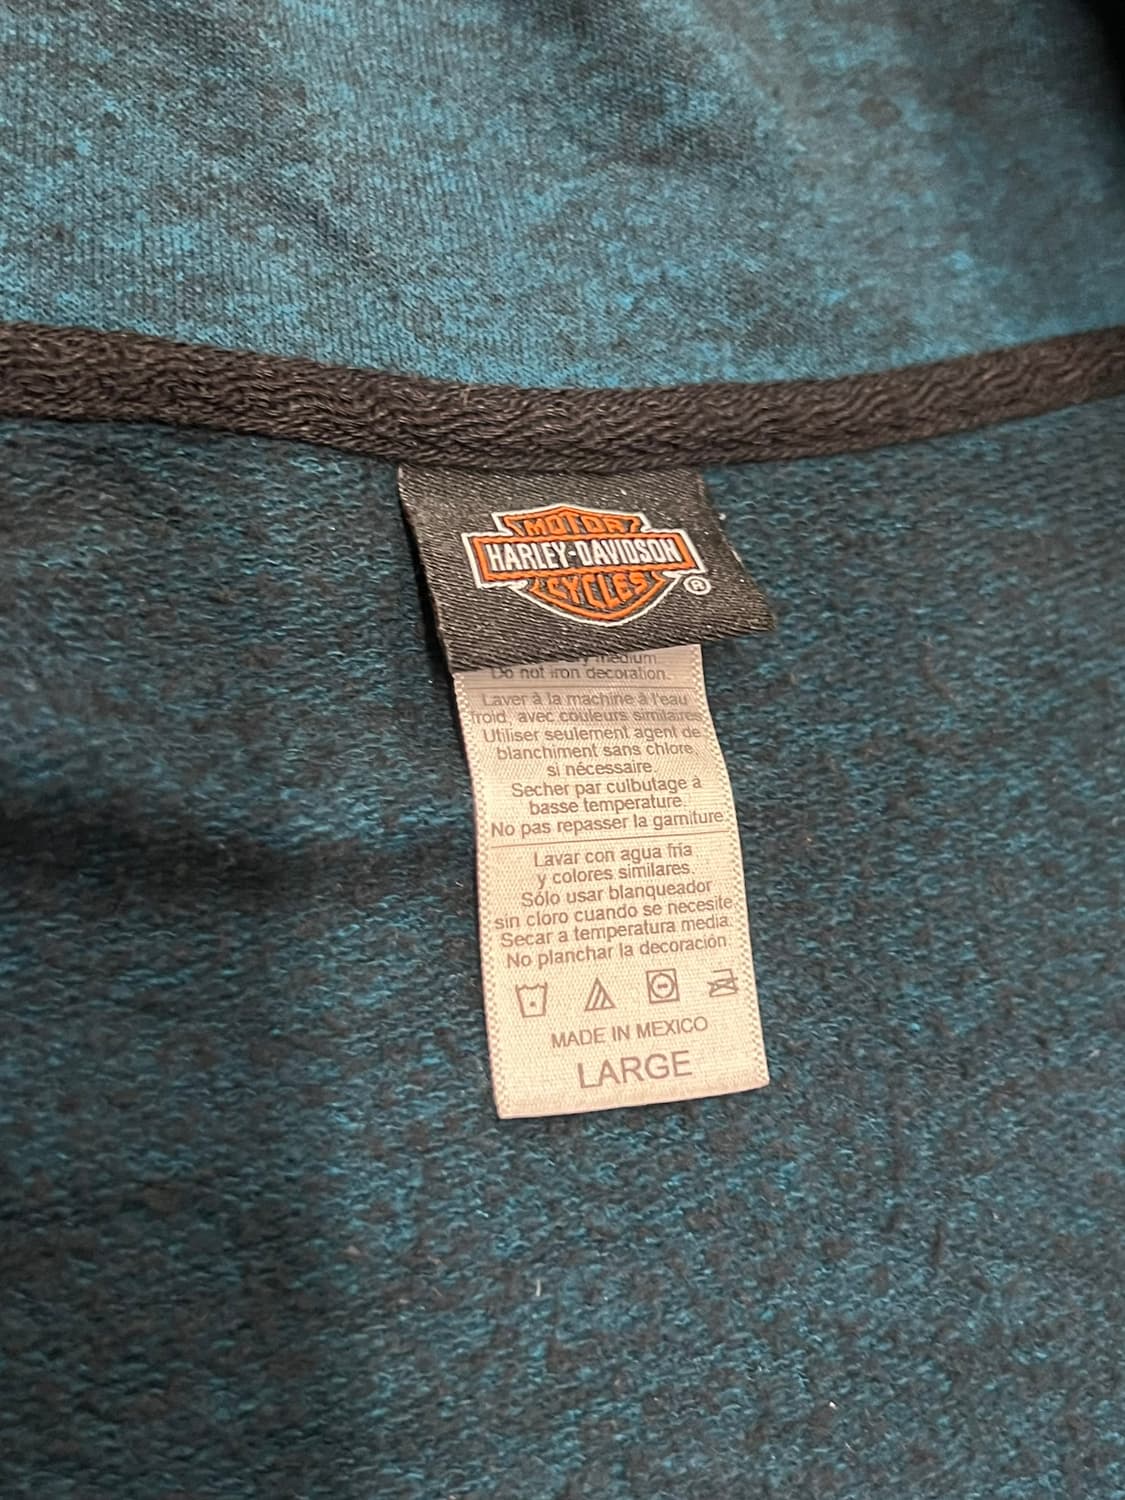 MOTOR
HARLEY-DAVIDSON
CYCLES
®
medium.
Do not iron decoration.
Laver à la machine à l'eau
froid, avec couleurs similaires
Utiliser seulement agent de
blanchiment sans chlore,
si nécessaire.
Secher par culbutage à
basse temperature.
No pas repasser la garniture.
Lavar con agua fría
y colores similares.
Sólo usar blanqueador
sin cloro cuando se necesite
Secar a temperatura media.
No planchar la decoración
MADE IN MEXICO
LARGE